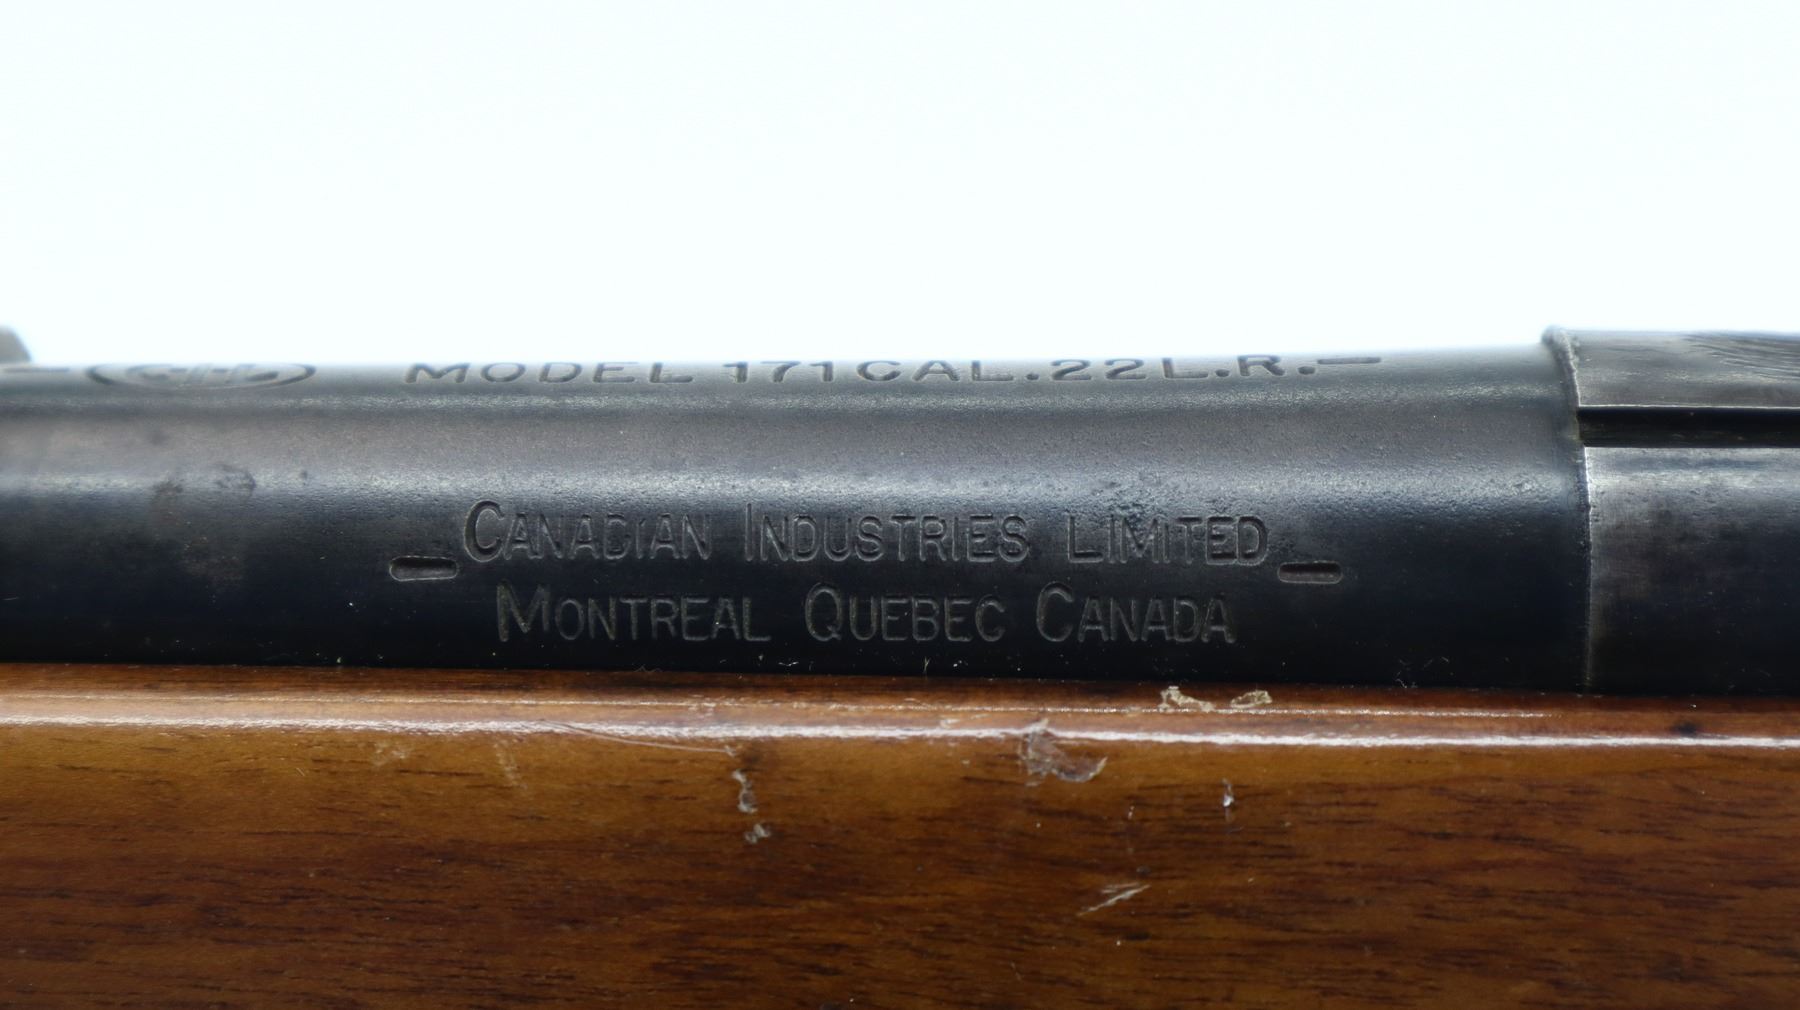 C-I-L MODEL 171 CAL..22L.R.
CANADIAN INDUSTRIES LIMITED
MONTREAL QUEBEC CANADA